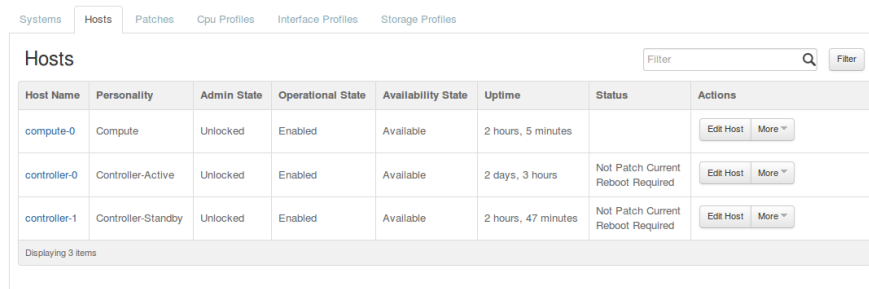 Systems Hosts Patches Cpu Profiles Interface Profiles Storage Profiles
Hosts
Filter Filter
Host Name Personality Admin State Operational State Availability State Uptime Status Actions
compute-0 Compute Unlocked Enabled Available 2 hours, 5 minutes Edit Host More
controller-0 Controller-Active Unlocked Enabled Available 2 days, 3 hours Not Patch Current
Reboot Required Edit Host More
controller-1 Controller-Standby Unlocked Enabled Available 2 hours, 47 minutes Not Patch Current
Reboot Required Edit Host More
Displaying 3 items